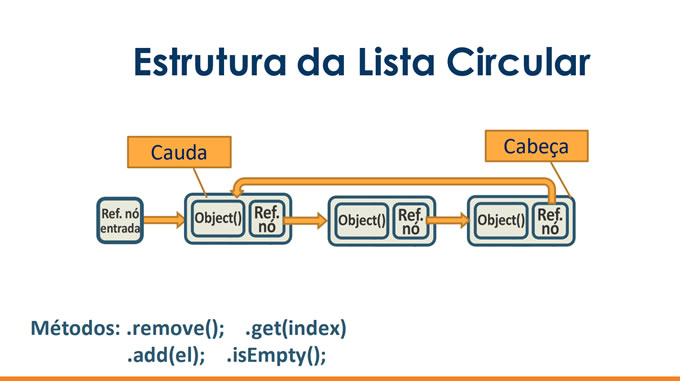 Estrutura da Lista Circular
Cauda
Cabeça
Ref. nó
entrada
Object()
Ref.
nó
Object()
Ref.
nó
Object()
Ref.
nó
Métodos: .remove(); .get(index)
.add(el); .isEmpty();